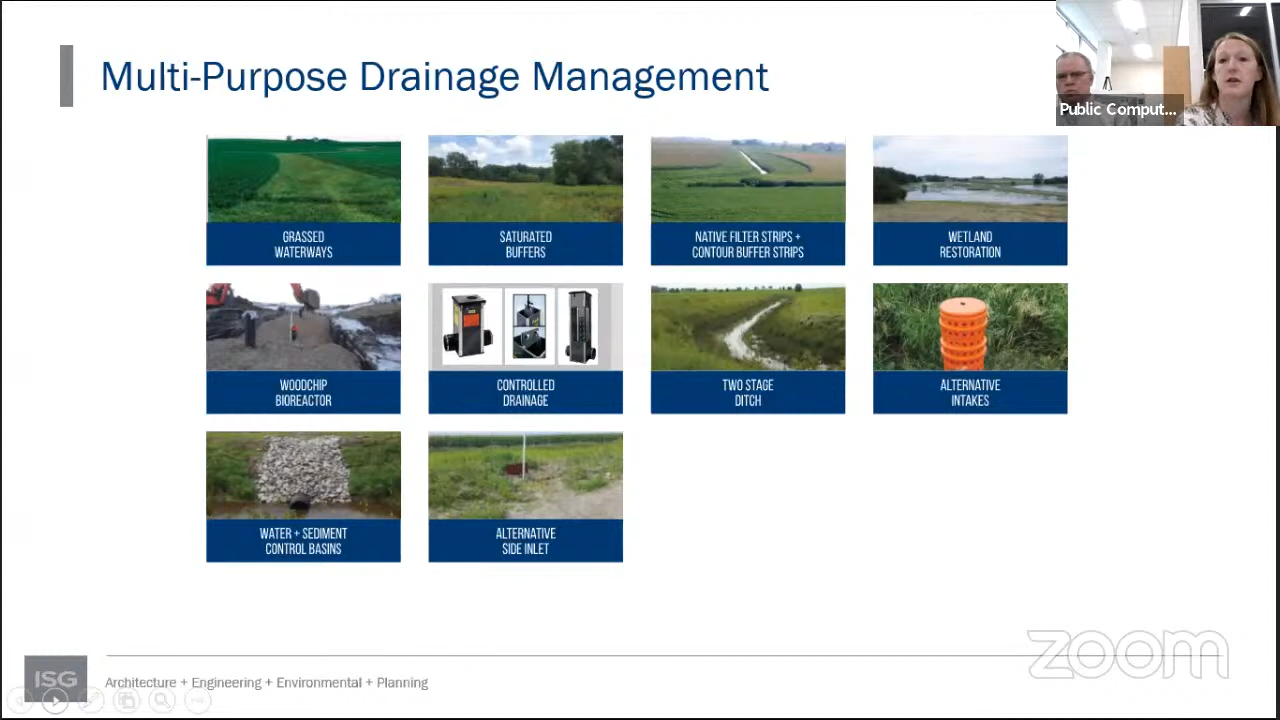 Multi-Purpose Drainage Management
Public Comput...
GRASSED
WATERWAYS
SATURATED
BUFFERS
NATIVE FILTER STRIPS +
CONTOUR BUFFER STRIPS
WETLAND
RESTORATION
WOODCHIP
BIOREACTOR
CONTROLLED
DRAINAGE
TWO STAGE
DITCH
ALTERNATIVE
INTAKES
WATER + SEDIMENT
CONTROL BASINS
ALTERNATIVE
SIDE INLET
ISG
Architecture + Engineering + Environmental + Planning
zoom